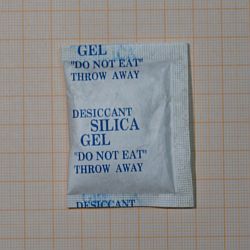 GEL
"DO NOT EAT"
THROW AWAY
DESICCANT
SILICA
GEL
"DO NOT EAT"
THROW AWAY
DESICCANT